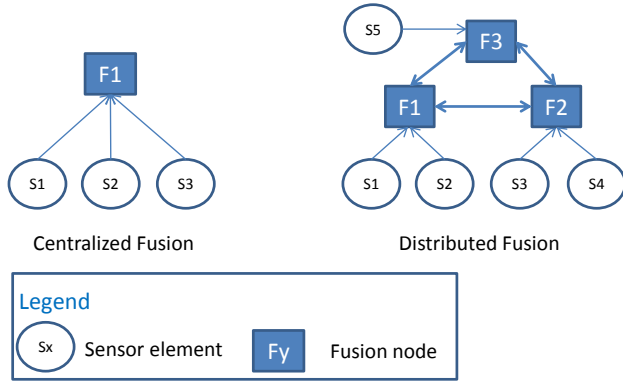 S5
F3
F1
F1
F2
S1
S2
S3
S1
S2
S3
S4
Centralized Fusion
Distributed Fusion
Legend
Sx
Sensor element
Fy
Fusion node